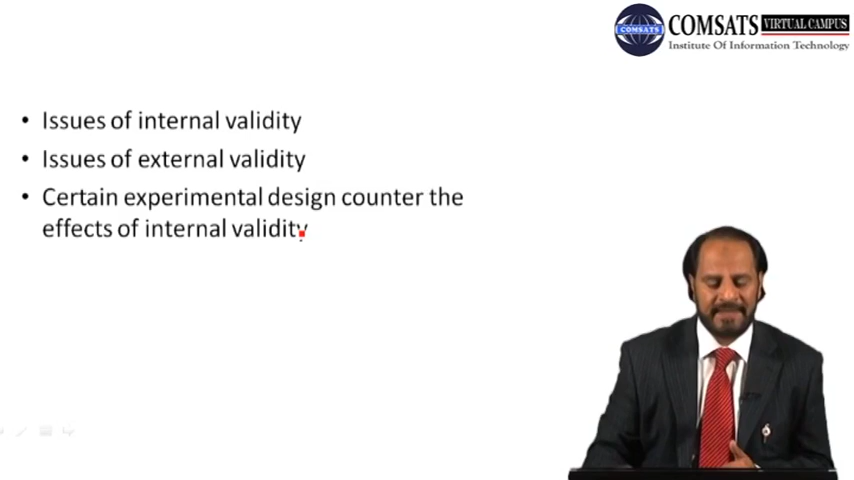 COMSATS
COMSATS VIRTUAL CAMPUS
Institute Of Information Technology
• Issues of internal validity
• Issues of external validity
• Certain experimental design counter the
effects of internal validity